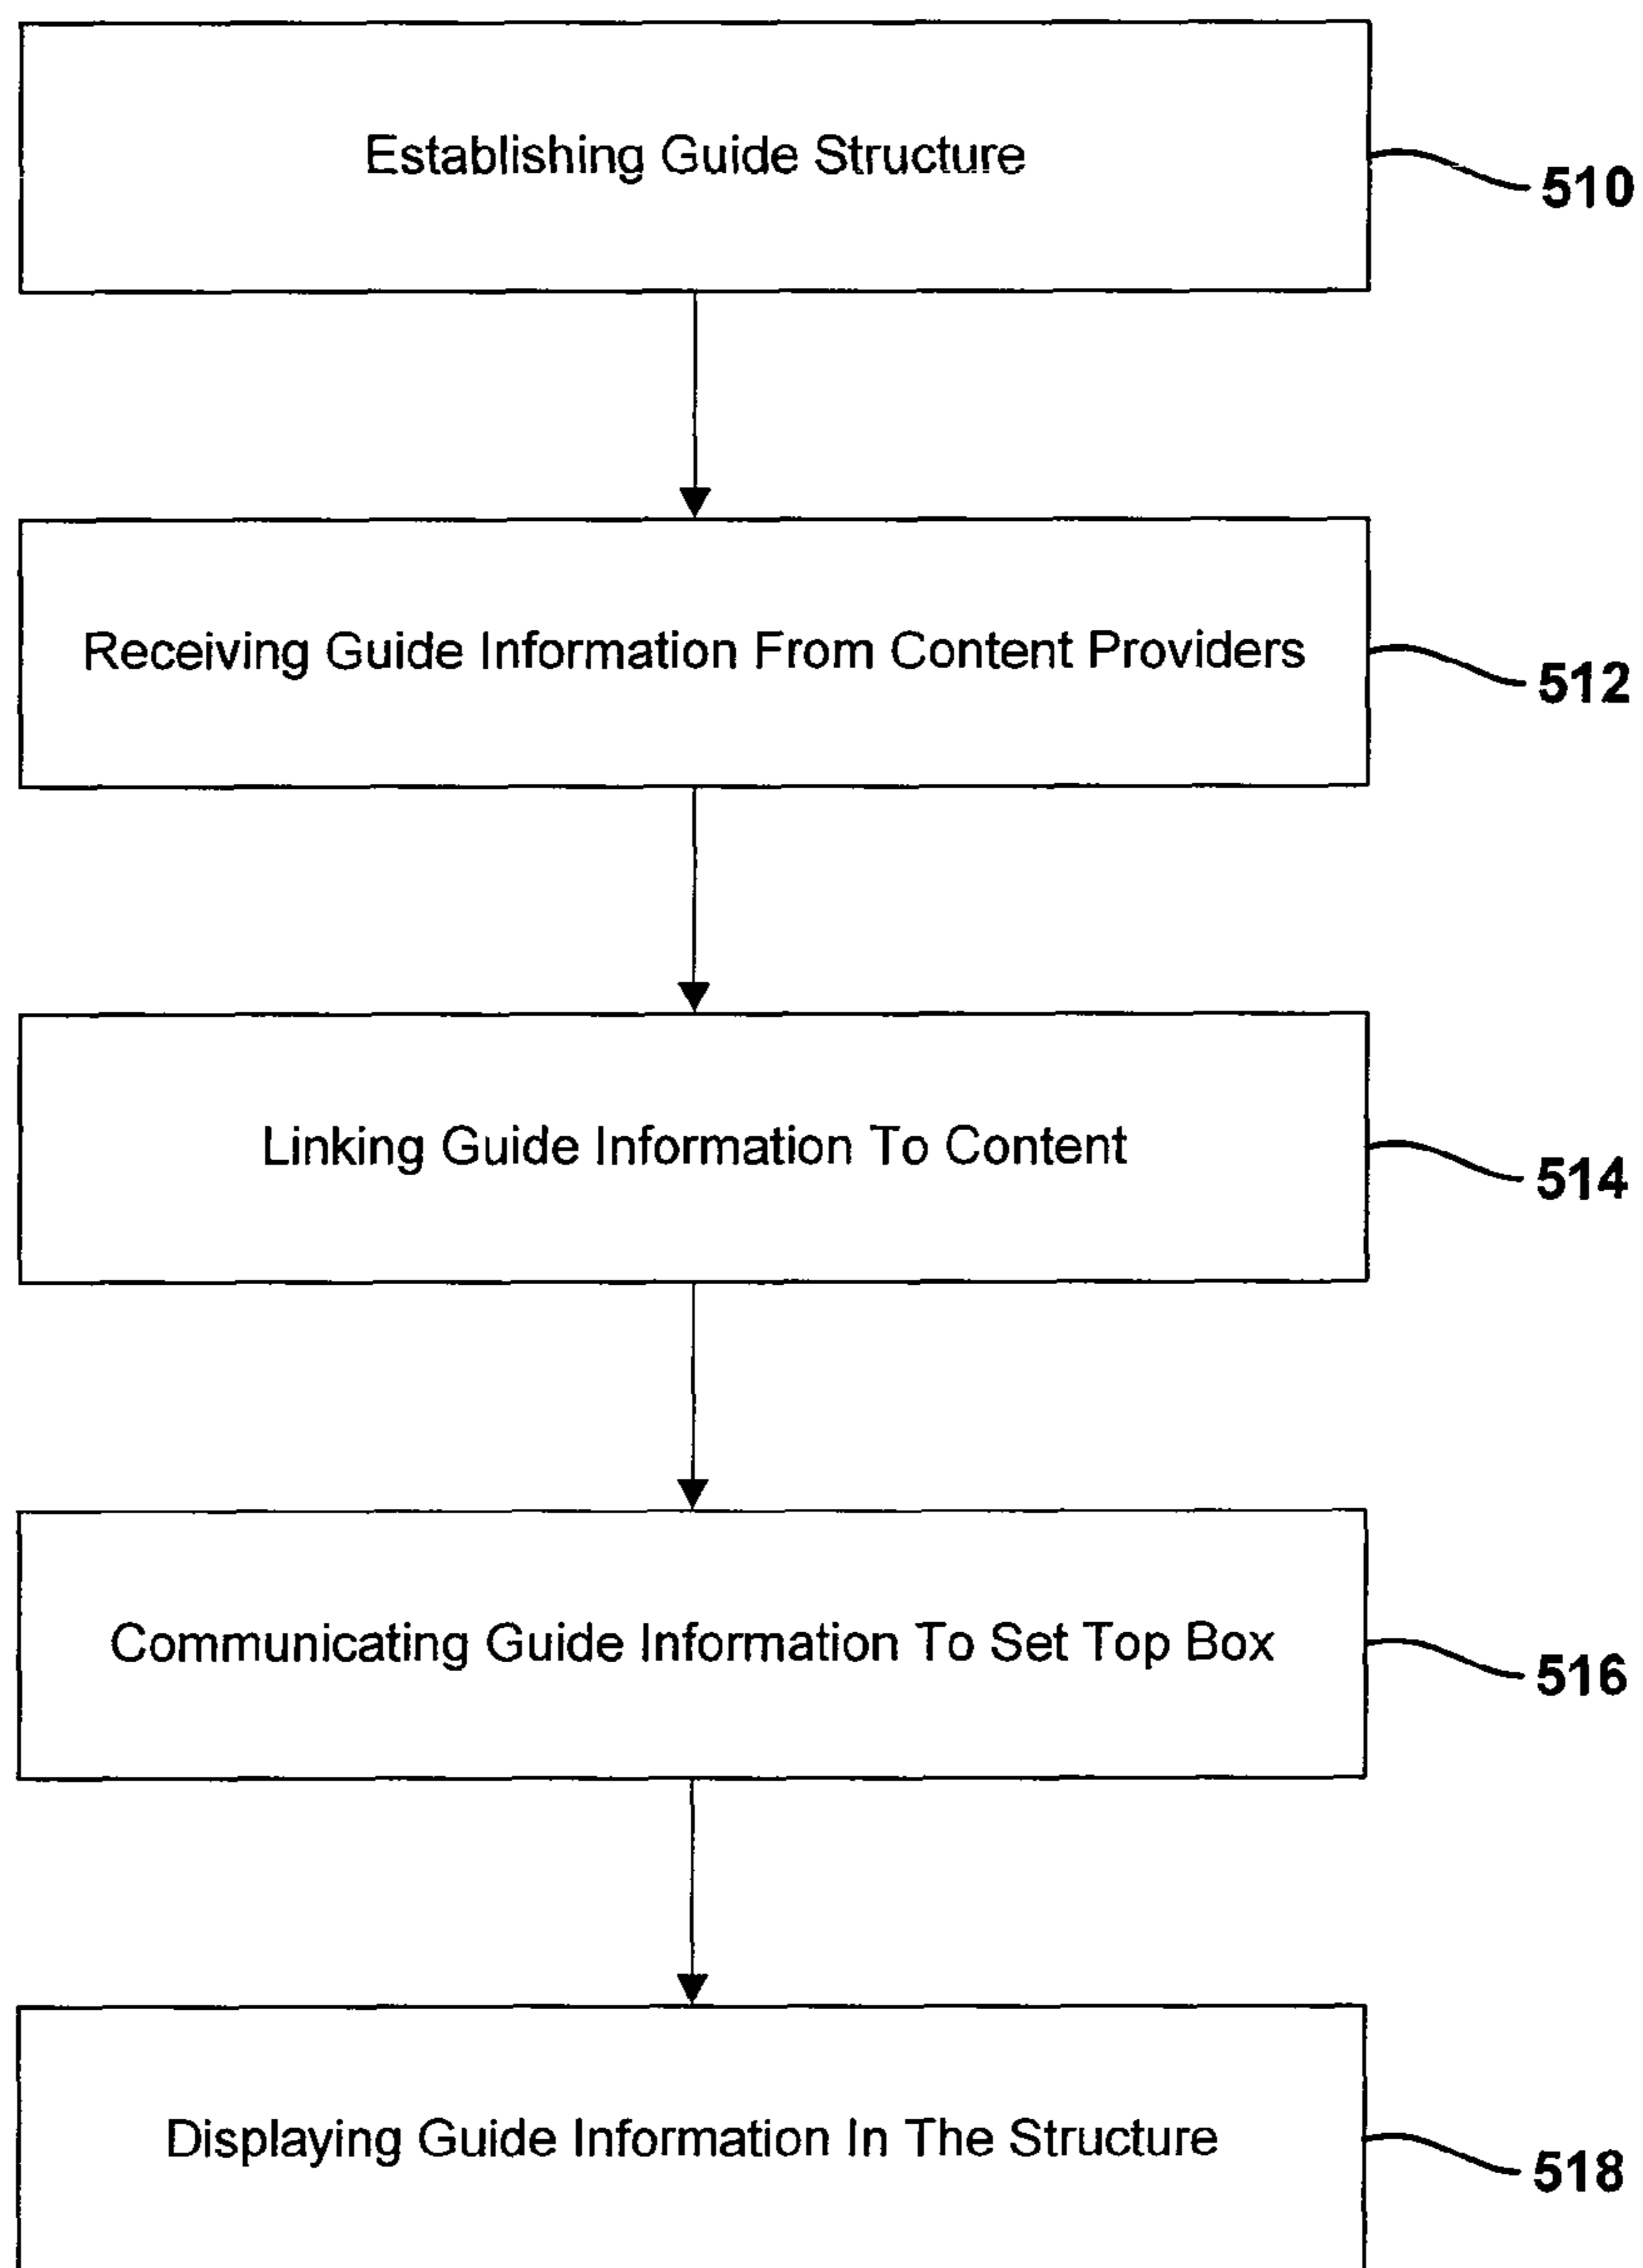 Establishing Guide Structure
510
Receiving Guide Information From Content Providers
512
Linking Guide Information To Content
514
Communicating Guide Information To Set Top Box
516
Displaying Guide Information In The Structure
518